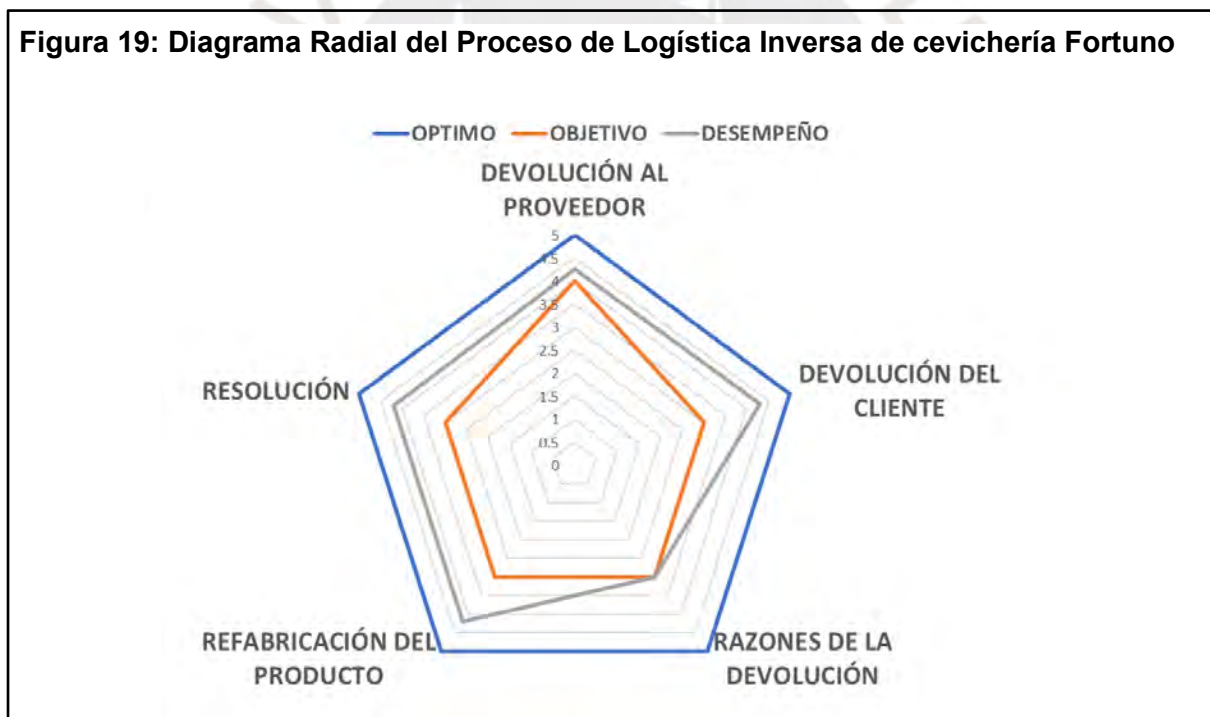 Figura 19: Diagrama Radial del Proceso de Logística Inversa de cevichería Fortuno
OPTIMO OBJETIVO DESEMPEÑO
DEVOLUCIÓN AL
PROVEEDOR
5
4.5
4
3.5
3
2.5
2
1.5
1
0.5
0
DEVOLUCIÓN DEL
CLIENTE
RAZONES DE LA
DEVOLUCIÓN
REFABRICACIÓN DEL
PRODUCTO
RESOLUCIÓN